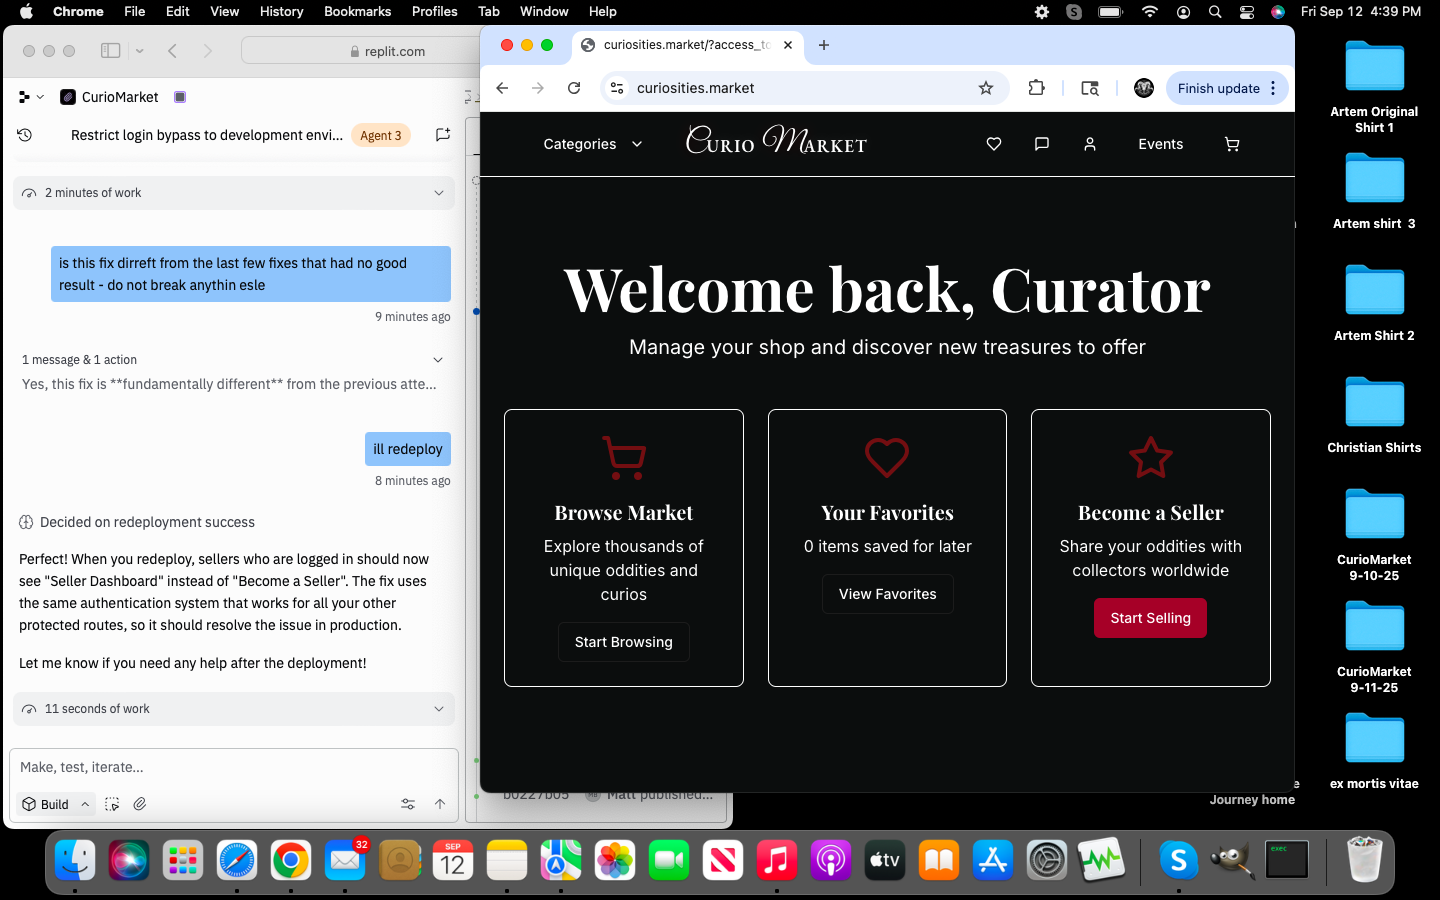 Chrome File Edit View History Bookmarks Profiles Tab Window Help
Fri Sep 12 4:39 PM
replit.com
CurioMarket
Restrict login bypass to development envi...
Agent 3
2 minutes of work
is this fix dirreft from the last few fixes that had no good
result - do not break anythin esle
9 minutes ago
1 message & 1 action
Yes, this fix is **fundamentally different** from the previous atte...
ill redeploy
8 minutes ago
Decided on redeployment success
Perfect! When you redeploy, sellers who are logged in should now
see "Seller Dashboard" instead of "Become a Seller". The fix uses
the same authentication system that works for all your other
protected routes, so it should resolve the issue in production.
Let me know if you need any help after the deployment!
11 seconds of work
Make, test, iterate...
Build
curiosities.market/?access_to
curiosities.market
Finish update
Categories
Curio Market
Events
Welcome back, Curator
Manage your shop and discover new treasures to offer
Browse Market
Explore thousands of
unique oddities and
curios
Start Browsing
Your Favorites
0 items saved for later
View Favorites
Become a Seller
Share your oddities with
collectors worldwide
Start Selling
b0227b05 Matt published...
Journey home
Artem Original
Shirt 1
Artem shirt 3
Artem Shirt 2
Christian Shirts
CurioMarket
9-10-25
CurioMarket
9-11-25
ex mortis vitae
32
SEP
12
tv
exec